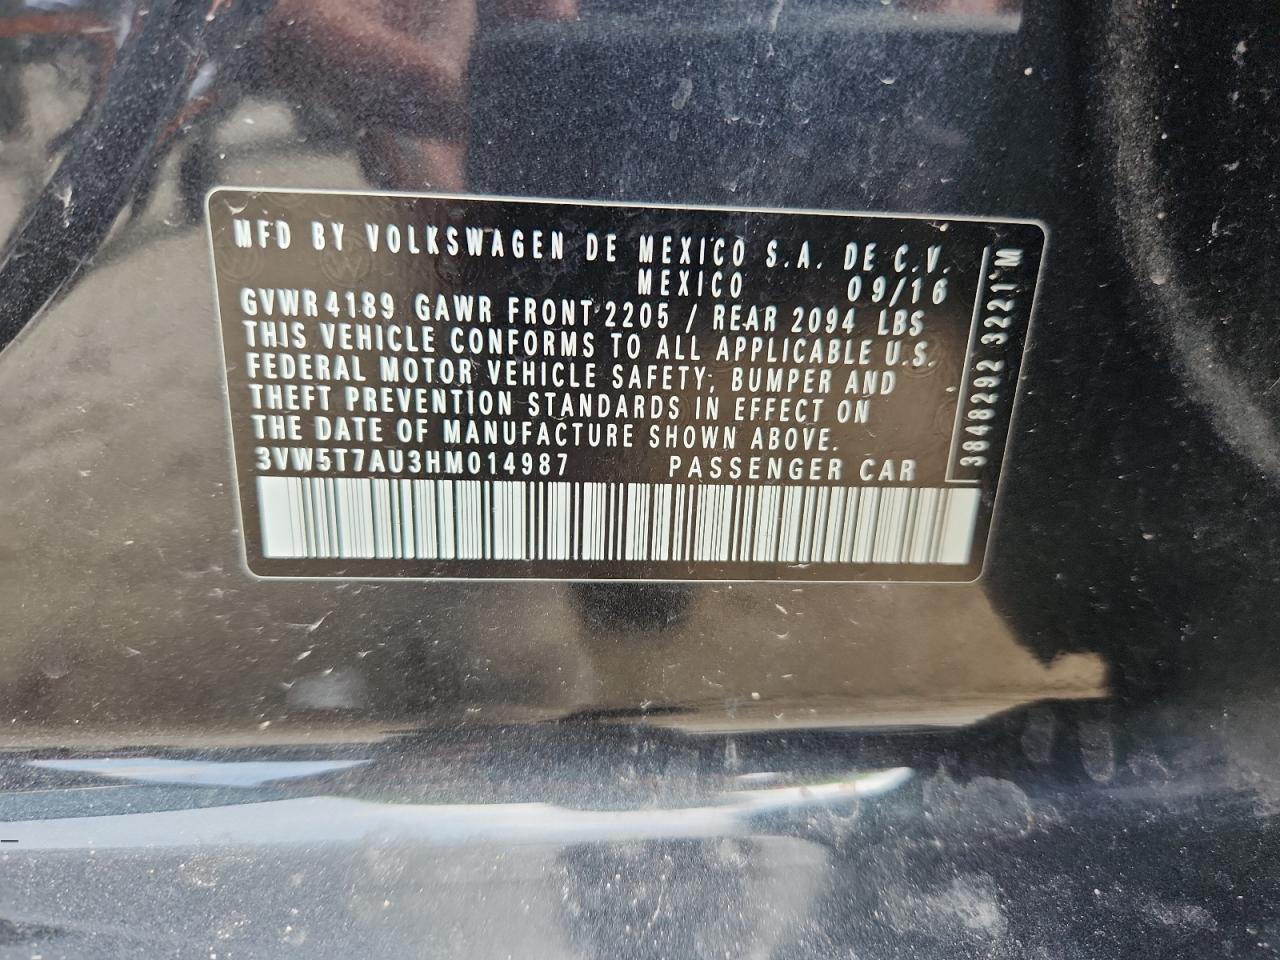 MFD BY VOLKSWAGEN DE MEXICO S.A. DE C.V.
MEXICO 09/16
GVWR 4189 GAWR FRONT 2205 / REAR 2094 LBS
THIS VEHICLE CONFORMS TO ALL APPLICABLE U.S.
FEDERAL MOTOR VEHICLE SAFETY, BUMPER AND
THEFT PREVENTION STANDARDS IN EFFECT ON
THE DATE OF MANUFACTURE SHOWN ABOVE.
3VW5T7AU3HM014987 PASSENGER CAR
3848292 3221'M